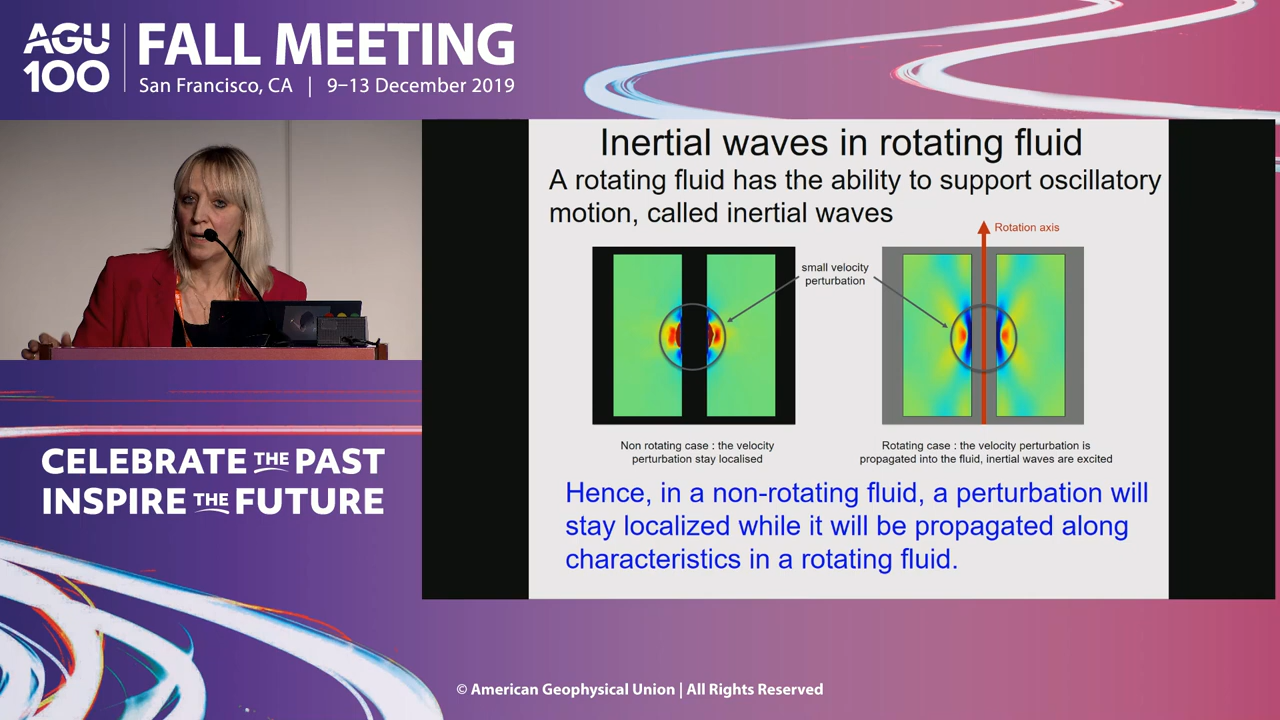 AGU
100
FALL MEETING
San Francisco, CA | 9–13 December 2019
Inertial waves in rotating fluid
A rotating fluid has the ability to support oscillatory
motion, called inertial waves
Rotation axis
small velocity
perturbation
Non rotating case : the velocity
perturbation stay localised
Rotating case : the velocity perturbation is
propagated into the fluid, inertial waves are excited
Hence, in a non-rotating fluid, a perturbation will
stay localized while it will be propagated along
characteristics in a rotating fluid.
CELEBRATE THE PAST
INSPIRE THE FUTURE
© American Geophysical Union | All Rights Reserved